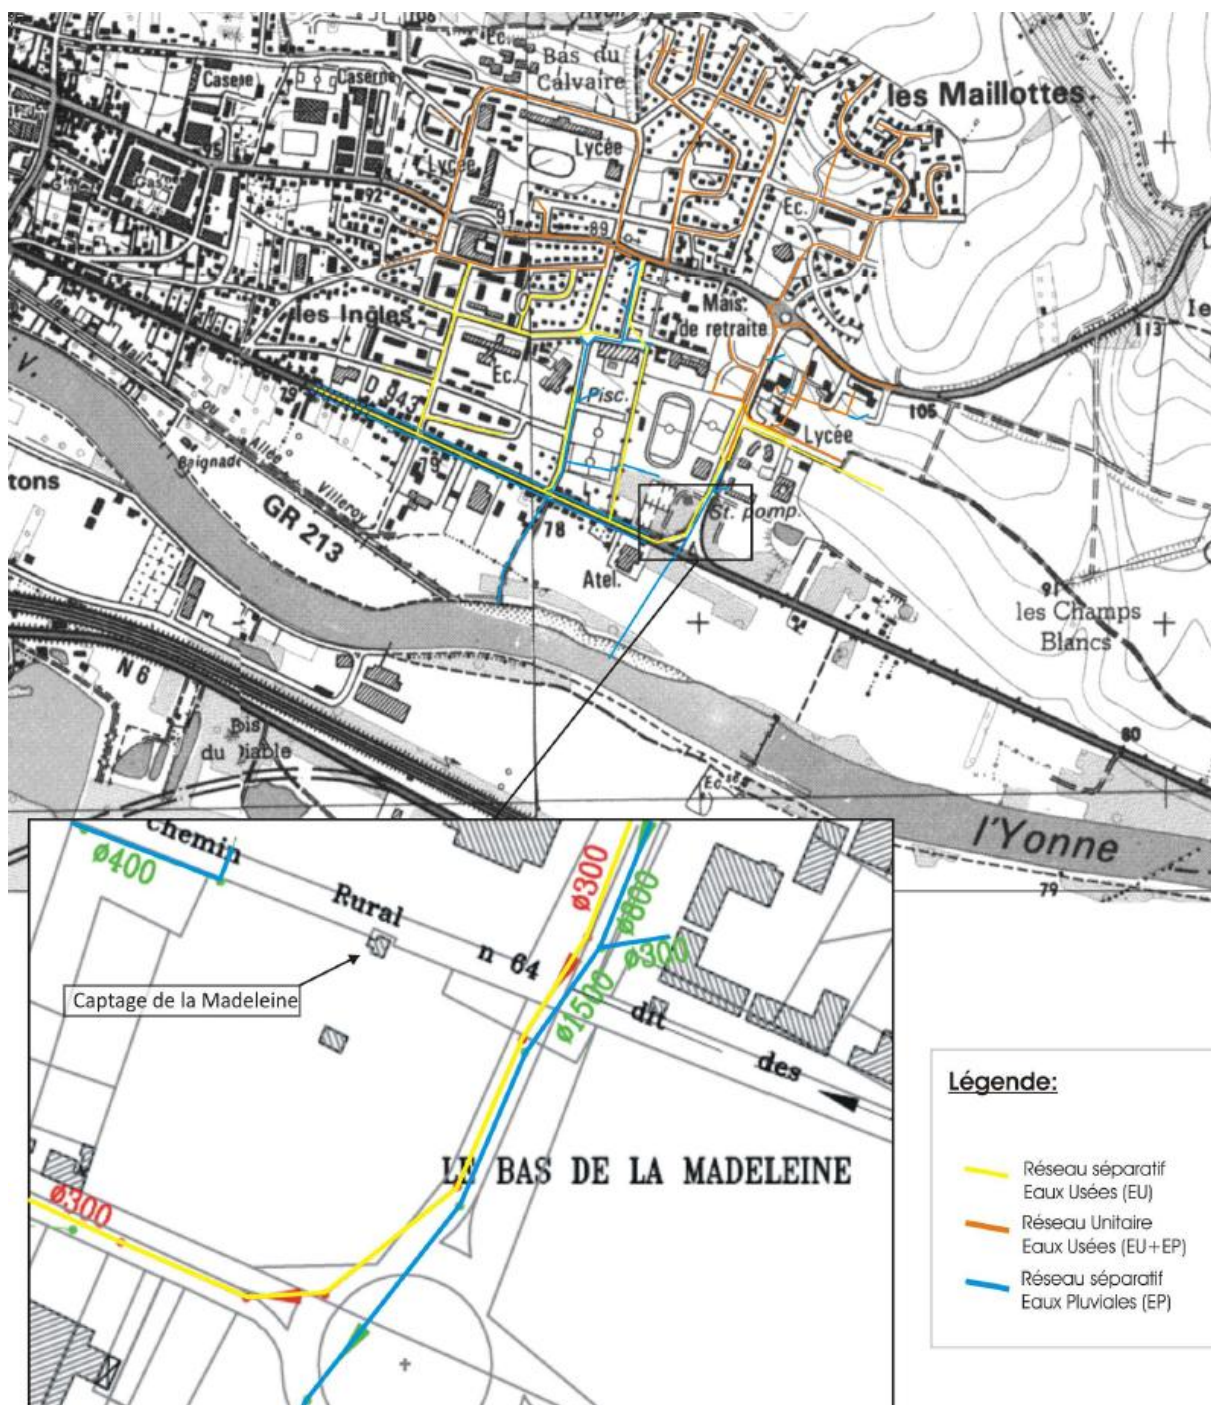 Ec.
Bas du
Calvaire
les Maillottes
Caserne
Caserne
95
Lycée
Lycée
92
91
89
Ec.
Mais.
de retraite
les Ingles
113
Ec.
Pisc.
D 943
79
105
Lycée
79
Baignade
Villeroy
tons
GR 213
78
St. pomp.
Atel.
91
les Champs
Blancs
N 6
80
l'Yonne
79
Chemin
ø400
Rural
n 64
ø300
ø800
ø300
ø1500
Captage de la Madeleine
dit
des
LE BAS DE LA MADELEINE
ø300
Légende:
Réseau séparatif
Eaux Usées (EU)
Réseau Unitaire
Eaux Usées (EU+EP)
Réseau séparatif
Eaux Pluviales (EP)